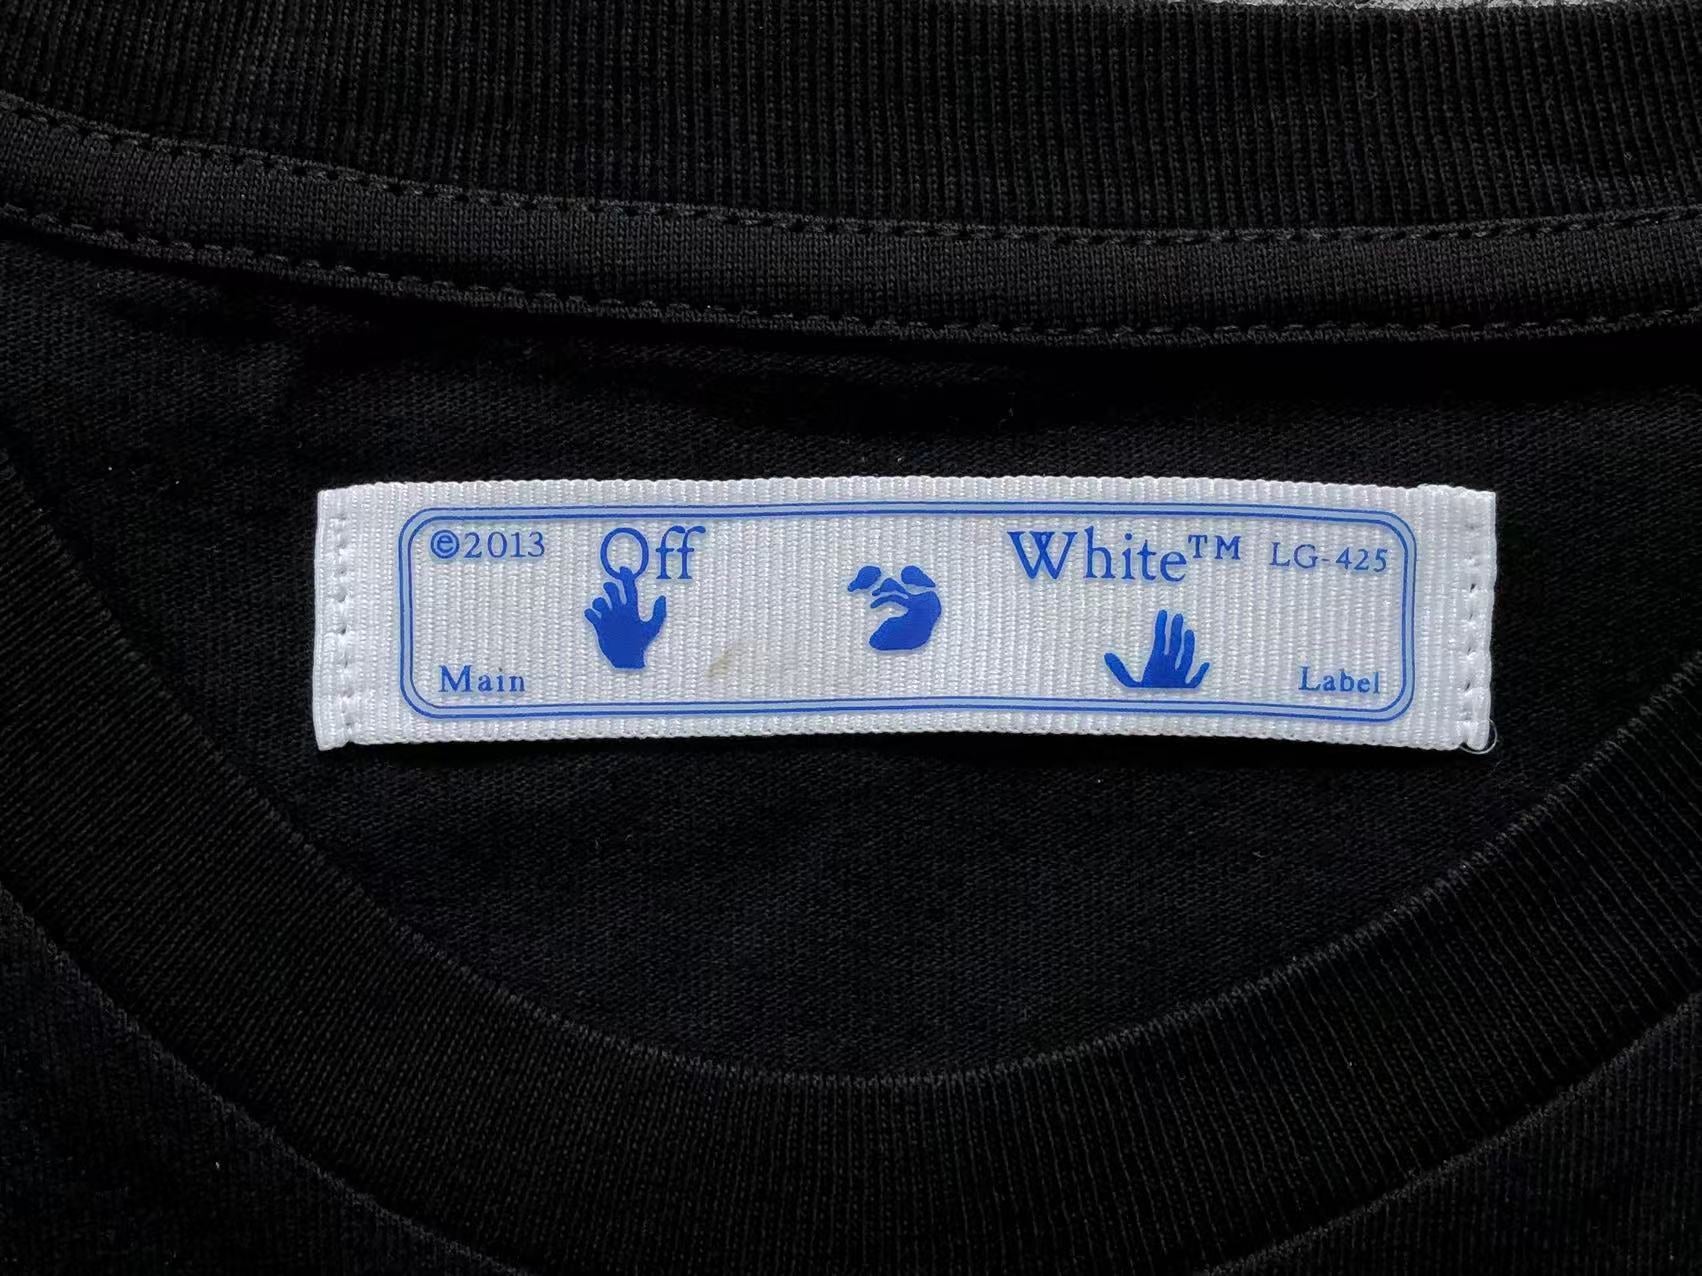 ©2013 Off White™ LG-425
Main Label